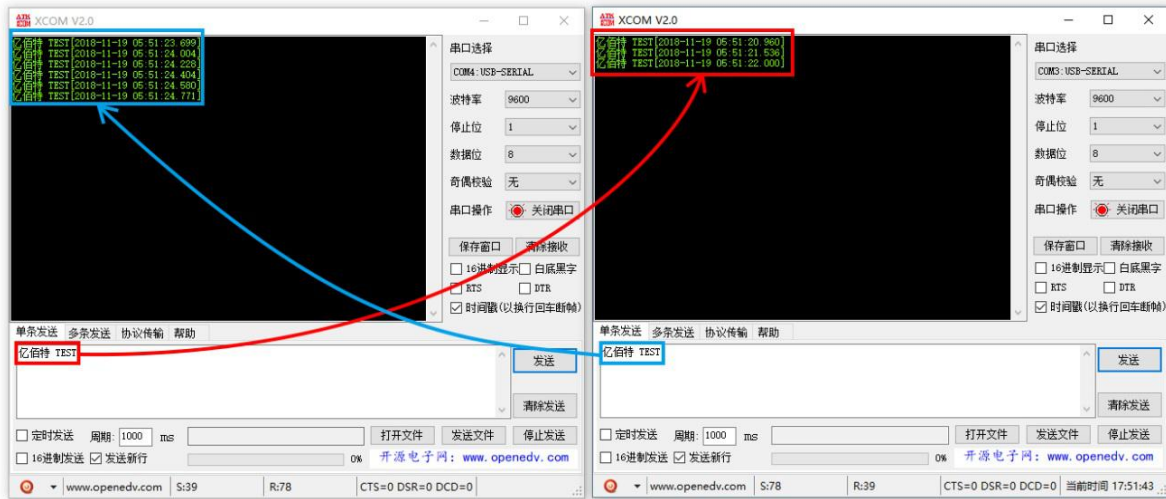 XCOM V2.0
亿佰特 TEST[2018-11-19 05:51:23.699]
亿佰特 TEST[2018-11-19 05:51:24.004]
亿佰特 TEST[2018-11-19 05:51:24.228]
亿佰特 TEST[2018-11-19 05:51:24.404]
亿佰特 TEST[2018-11-19 05:51:24.580]
亿佰特 TEST[2018-11-19 05:51:24.771]
串口选择
COM4:USB-SERIAL
波特率 9600
停止位 1
数据位 8
奇偶校验 无
串口操作 关闭串口
保存窗口 清除接收
16进制显示 白底黑字
RTS DTR
时间戳(以换行回车断帧)
单条发送 多条发送 协议传输 帮助
亿佰特 TEST
发送
清除发送
定时发送 周期: 1000 ms 打开文件 发送文件 停止发送
16进制发送 发送新行 0% 开源电子网：www.openedv.com
www.openedv.com S:39 R:78 CTS=0 DSR=0 DCD=0
ATK XCOM XCOM V2.0
亿佰特 TEST[2018-11-19 05:51:20.960]
亿佰特 TEST[2018-11-19 05:51:21.536]
亿佰特 TEST[2018-11-19 05:51:22.000]
串口选择
COM3:USB-SERIAL
波特率 9600
停止位 1
数据位 8
奇偶校验 无
串口操作 关闭串口
保存窗口 清除接收
16进制显示 白底黑字
RTS DTR
时间戳(以换行回车断帧)
单条发送 多条发送 协议传输 帮助
亿佰特 TEST
发送
清除发送
定时发送 周期: 1000 ms 打开文件 发送文件 停止发送
16进制发送 发送新行 0% 开源电子网：www.openedv.com
www.openedv.com S:78 R:39 CTS=0 DSR=0 DCD=0 当前时间 17:51:43